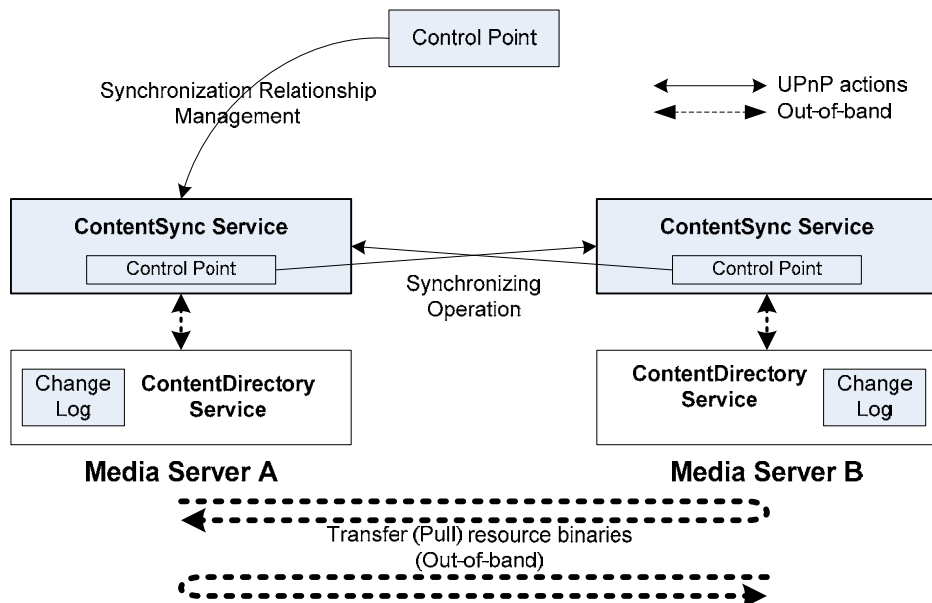 Control Point
Synchronization Relationship
Management
UPnP actions
Out-of-band
ContentSync Service
Control Point
ContentSync Service
Control Point
Synchronizing
Operation
Change
Log
ContentDirectory
Service
ContentDirectory
Service
Change
Log
Media Server A
Media Server B
Transfer (Pull) resource binaries
(Out-of-band)